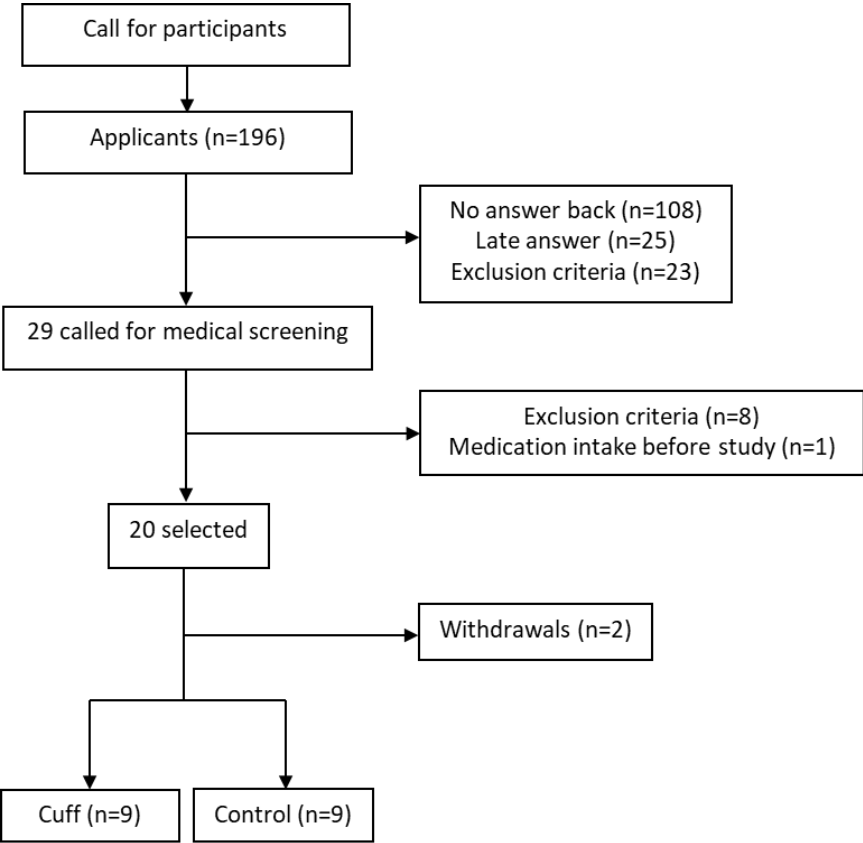 Call for participants
Applicants (n=196)
No answer back (n=108)
Late answer (n=25)
Exclusion criteria (n=23)
29 called for medical screening
Exclusion criteria (n=8)
Medication intake before study (n=1)
20 selected
Withdrawals (n=2)
Cuff (n=9)
Control (n=9)